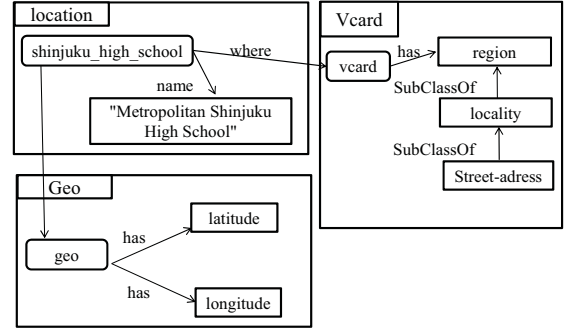 location
shinjuku_high_school
where
name
"Metropolitan Shinjuku
High School"
Vcard
vcard
has
region
SubClassOf
locality
SubClassOf
Street-adress
Geo
geo
has
latitude
has
longitude